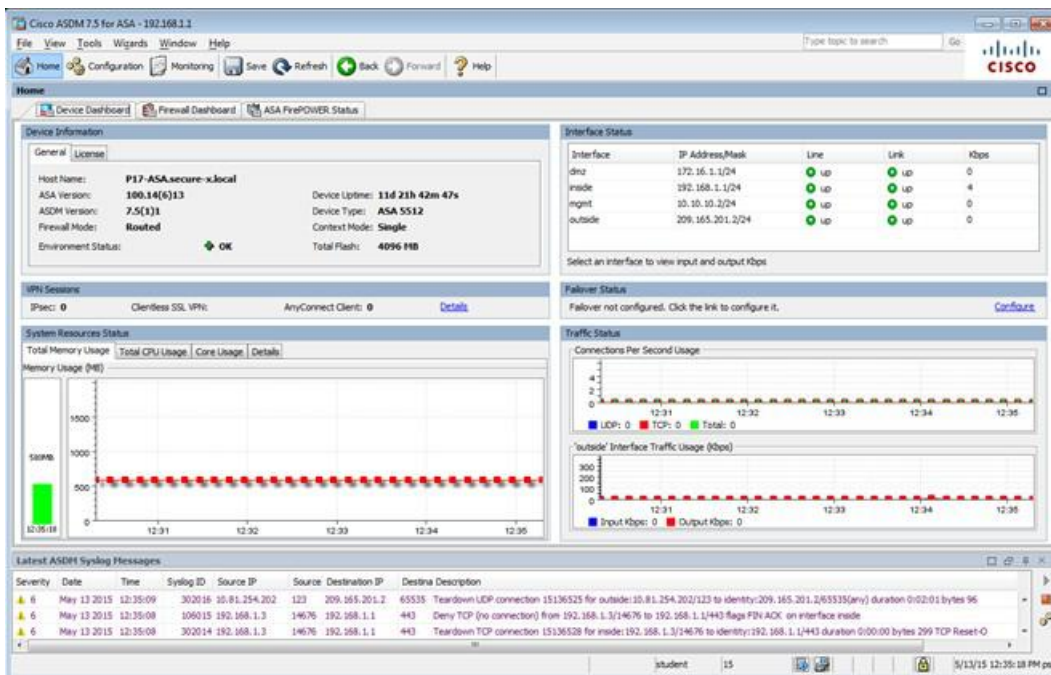 Cisco ASDM 7.5 for ASA - 192.168.1.1
File View Tools Wizards Window Help
Type topic to search Go
Home Configuration Monitoring Save Refresh Back Forward Help
CISCO
Home
Device Dashboard Firewall Dashboard ASA FirePOWER Status
Device Information
General License
Host Name: P17-ASA.secure-x.local
ASA Version: 100.14(6)13 Device Uptime: 11d 21h 42m 47s
ASDM Version: 7.5(1)1 Device Type: ASA 5512
Firewall Mode: Routed Context Mode: Single
Environment Status: OK Total Flash: 4096 MB
Interface Status
Interface IP Address/Mask Line Link Kbps
dmz 172.16.1.1/24 up up 0
inside 192.168.1.1/24 up up 4
mgmt 10.10.10.2/24 up up 0
outside 209.165.201.2/24 up up 0
Select an interface to view input and output Kbps
VPN Sessions
IPsec: 0 Clientless SSL VPN: AnyConnect Client: 0 Details
Failover Status
Failover not configured. Click the link to configure it. Configure
System Resources Status
Total Memory Usage Total CPU Usage Core Usage Details
Memory Usage (MB)
1500
1000
500
0
12:35:18
12:31 12:32 12:33 12:34 12:35
Traffic Status
Connections Per Second Usage
4
2
0
12:31 12:32 12:33 12:34 12:35
UDP: 0 TCP: 0 Total: 0
'outside' Interface Traffic Usage (Kbps)
300
200
100
0
12:31 12:32 12:33 12:34 12:35
Input Kbps: 0 Output Kbps: 0
Latest ASDM Syslog Messages
Severity Date Time Syslog ID Source IP Source Destination IP Destina Description
6 May 13 2015 12:35:09 302016 10.81.254.202 123 209.165.201.2 65535 Teardown UDP connection 15136525 for outside:10.81.254.202/123 to identity:209.165.201.2/65535(any) duration 0:02:01 bytes 96
6 May 13 2015 12:35:08 106015 192.168.1.3 14676 192.168.1.1 443 Deny TCP (no connection) from 192.168.1.3/14676 to 192.168.1.1/443 flags FIN ACK on interface inside
6 May 13 2015 12:35:08 302014 192.168.1.3 14676 192.168.1.1 443 Teardown TCP connection 15136528 for inside:192.168.1.3/14676 to identity:192.168.1.1/443 duration 0:00:00 bytes 299 TCP Reset-O
student 15 5/13/15 12:35:18 PM